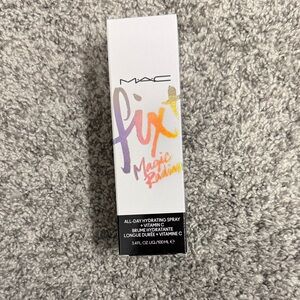 MAC
fix+
Magic
Radiance
ALL-DAY HYDRATING SPRAY
+ VITAMIN C
BRUME HYDRATANTE
LONGUE DURÉE + VITAMINE C
3.4 FL. OZ. LIQ./100 ML ℮